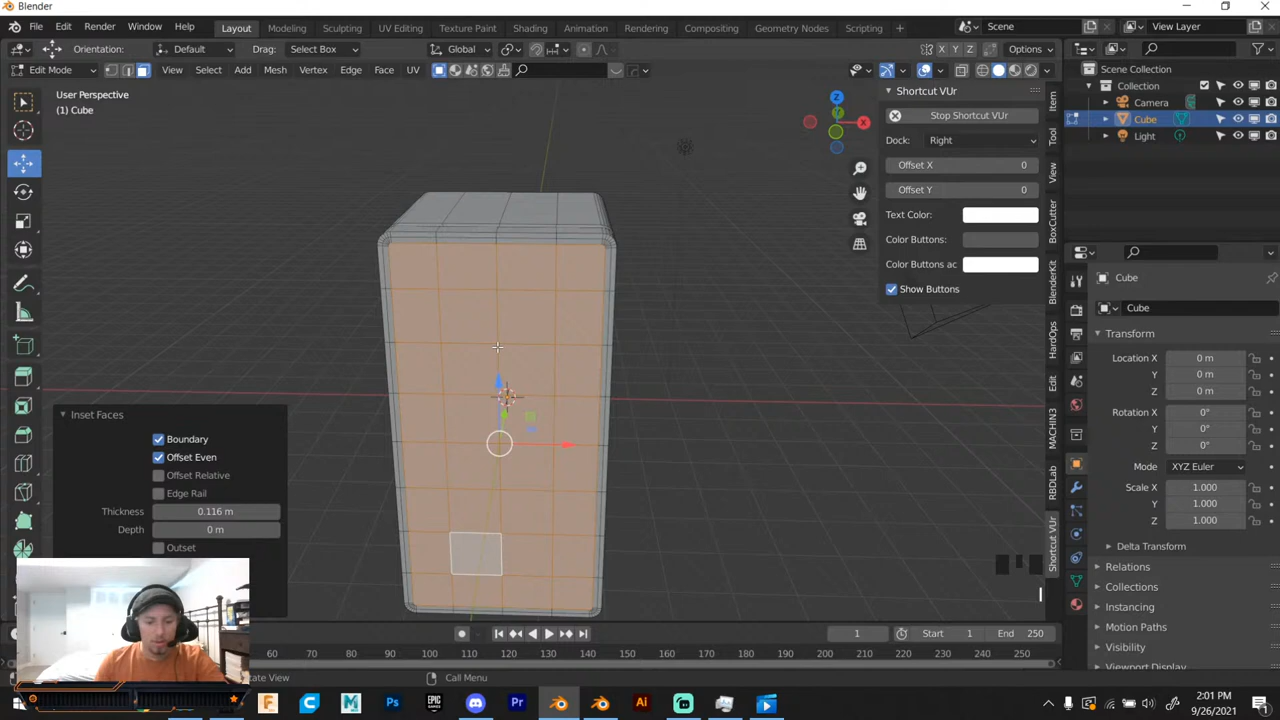 Blender
File Edit Render Window Help Layout Modeling Sculpting UV Editing Texture Paint Shading Animation Rendering Compositing Geometry Nodes Scripting + Scene View Layer
Orientation: Default Drag: Select Box Global X Y Z Options
Edit Mode View Select Add Mesh Vertex Edge Face UV
User Perspective
(1) Cube
Z
X
Y
Shortcut VUr
Stop Shortcut VUr
Dock: Right
Offset X 0
Offset Y 0
Text Color:
Color Buttons:
Color Buttons ac
Show Buttons
Item
Tool
View
BoxCutter
BlenderKit
HardOps
Edit
MACHIN3
RBDLab
Shortcut VUr
Scene Collection
Collection
Camera
Cube
Light
Cube
Cube
Transform
Location X 0 m
Y 0 m
Z 0 m
Rotation X 0°
Y 0°
Z 0°
Mode XYZ Euler
Scale X 1.000
Y 1.000
Z 1.000
Delta Transform
Relations
Collections
Instancing
Motion Paths
Visibility
Viewport Display
Inset Faces
Boundary
Offset Even
Offset Relative
Edge Rail
Thickness 0.116 m
Depth 0 m
Outset
1 Start 1 End 250
60 70 80 90 100 110 120 130 140 150 160 170 180 190 200 210 220 230 240 250
Call Menu
Ps EPIC GAMES Pr Ai
2:01 PM
9/26/2021